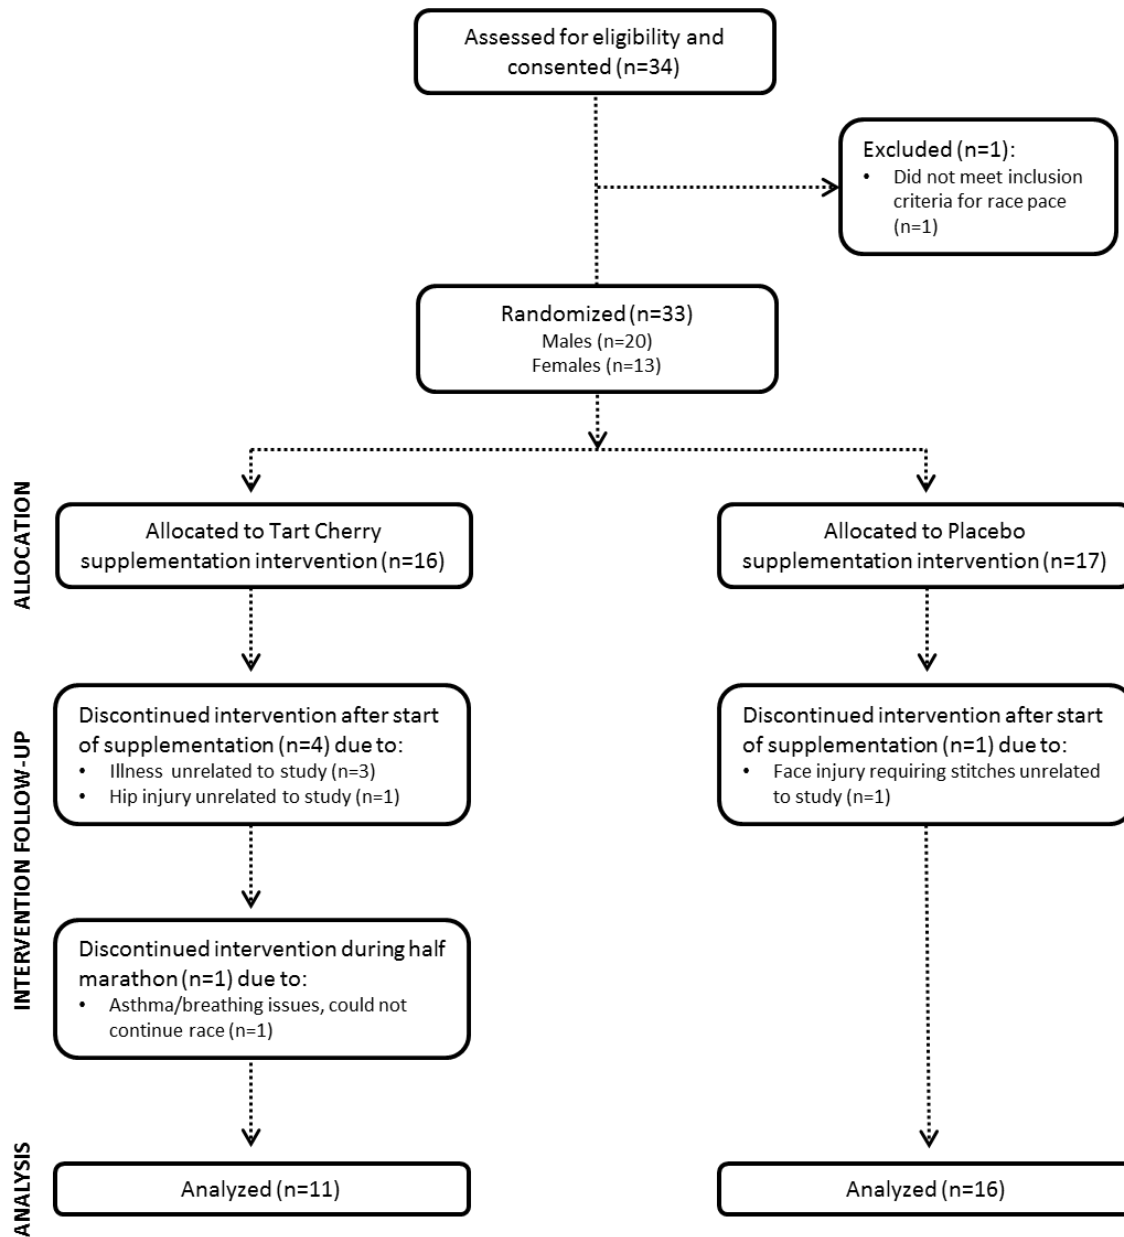 Assessed for eligibility and
consented (n=34)
Excluded (n=1):
• Did not meet inclusion
criteria for race pace
(n=1)
Randomized (n=33)
Males (n=20)
Females (n=13)
ALLOCATION
Allocated to Tart Cherry
supplementation intervention (n=16)
Allocated to Placebo
supplementation intervention (n=17)
INTERVENTION FOLLOW-UP
Discontinued intervention after start
of supplementation (n=4) due to:
• Illness unrelated to study (n=3)
• Hip injury unrelated to study (n=1)
Discontinued intervention after start
of supplementation (n=1) due to:
• Face injury requiring stitches unrelated
to study (n=1)
Discontinued intervention during half
marathon (n=1) due to:
• Asthma/breathing issues, could not
continue race (n=1)
ANALYSIS
Analyzed (n=11)
Analyzed (n=16)